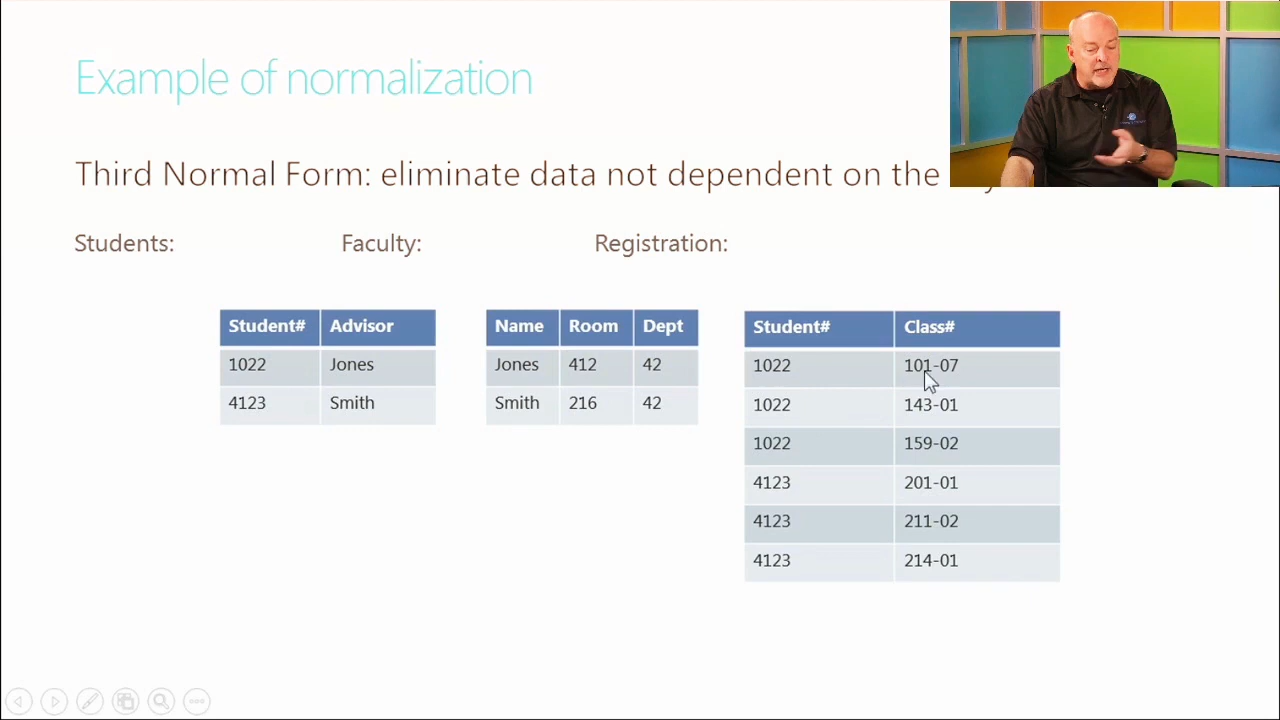 Example of normalization
Third Normal Form: eliminate data not dependent on the
Students: Faculty: Registration:
Student# Advisor
1022 Jones
4123 Smith
Name Room Dept
Jones 412 42
Smith 216 42
Student# Class#
1022 101-07
1022 143-01
1022 159-02
4123 201-01
4123 211-02
4123 214-01